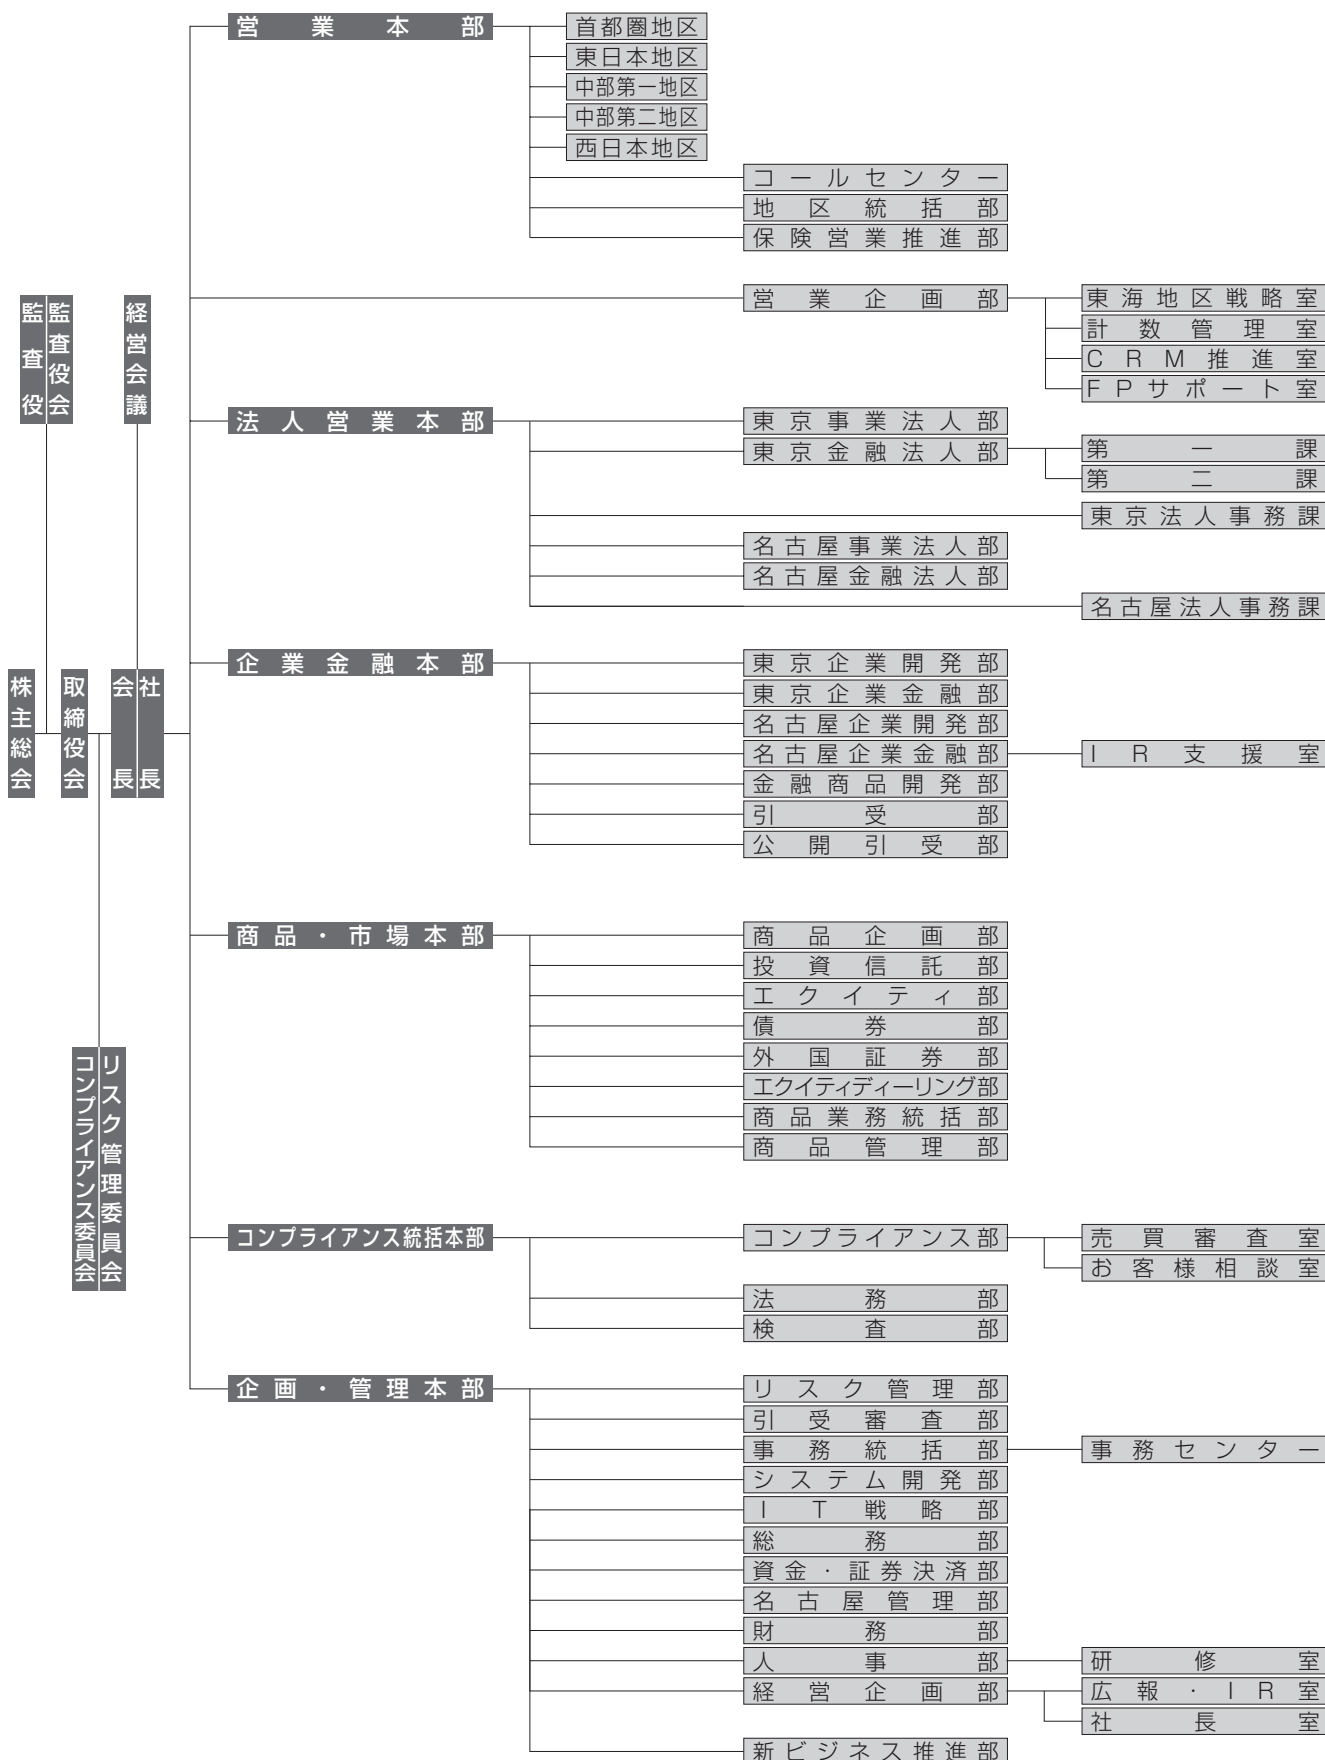 営業本部
首都圏地区
東日本地区
中部第一地区
中部第二地区
西日本地区
コールセンター
地区統括部
保険営業推進部
営業企画部
東海地区戦略室
計数管理室
CRM推進室
FPサポート室
監査役
監査役会
経営会議
法人営業本部
東京事業法人部
東京金融法人部
第一課
第二課
東京法人事務課
名古屋事業法人部
名古屋金融法人部
名古屋法人事務課
株主総会
取締役会
会長
社長
企業金融本部
東京企業開発部
東京企業金融部
名古屋企業開発部
名古屋企業金融部
IR支援室
金融商品開発部
引受部
公開引受部
商品・市場本部
商品企画部
投資信託部
エクイティ部
債券部
外国証券部
エクイティディーリング部
商品業務統括部
商品管理部
コンプライアンス委員会
リスク管理委員会
コンプライアンス統括本部
コンプライアンス部
売買審査室
お客様相談室
法務部
検査部
企画・管理本部
リスク管理部
引受審査部
事務統括部
事務センター
システム開発部
IT戦略部
総務部
資金・証券決済部
名古屋管理部
財務部
人事部
研修室
経営企画部
広報・IR室
社長室
新ビジネス推進部